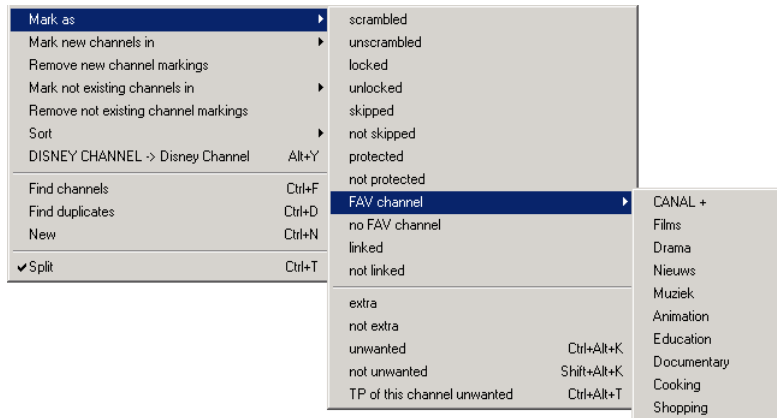 Mark as
Mark new channels in
Remove new channel markings
Mark not existing channels in
Remove not existing channel markings
Sort
DISNEY CHANNEL -> Disney Channel Alt+Y
Find channels Ctrl+F
Find duplicates Ctrl+D
New Ctrl+N
Split Ctrl+T
scrambled
unscrambled
locked
unlocked
skipped
not skipped
protected
not protected
FAV channel
no FAV channel
linked
not linked
extra
not extra
unwanted Ctrl+Alt+K
not unwanted Shift+Alt+K
TP of this channel unwanted Ctrl+Alt+T
CANAL +
Films
Drama
Nieuws
Muziek
Animation
Education
Documentary
Cooking
Shopping